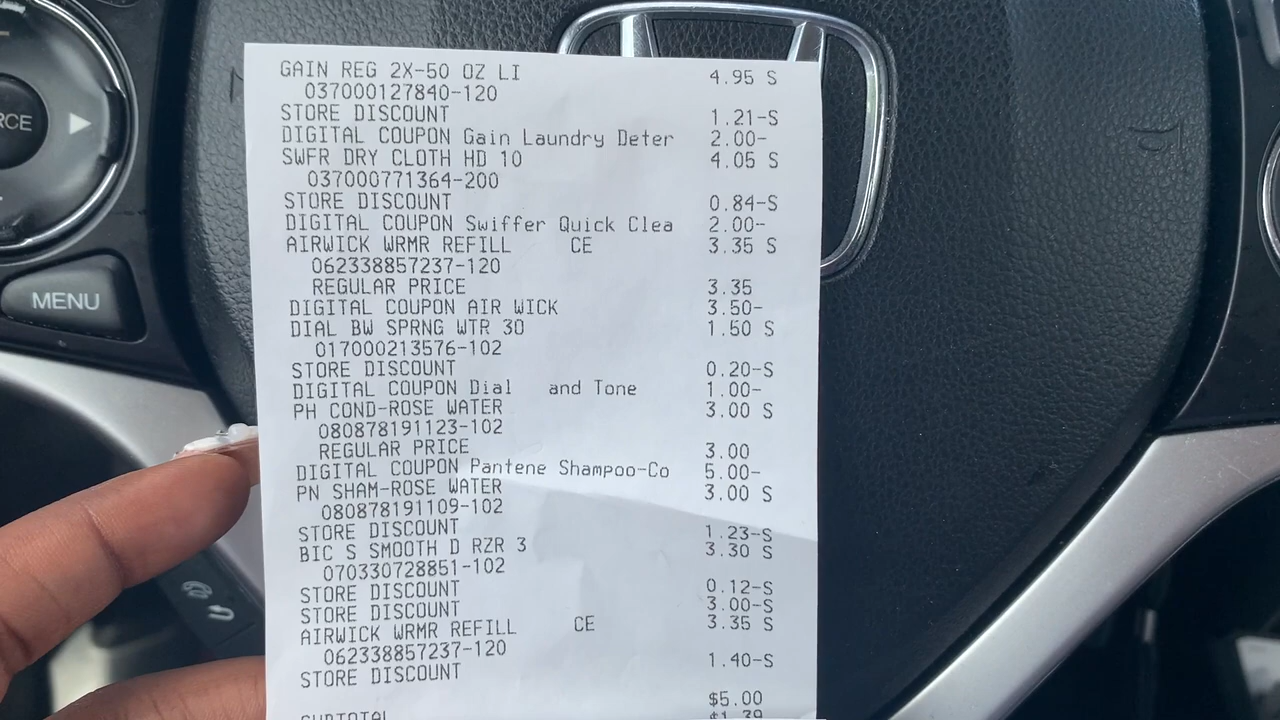 RCE
MENU
GAIN REG 2X-50 OZ LI 4.95 S
037000127840-120
STORE DISCOUNT 1.21-S
DIGITAL COUPON Gain Laundry Deter 2.00-
SWFR DRY CLOTH HD 10 4.05 S
037000771364-200
STORE DISCOUNT 0.84-S
DIGITAL COUPON Swiffer Quick Clea 2.00-
AIRWICK WRMR REFILL CE 3.35 S
062338857237-120
REGULAR PRICE 3.35
DIGITAL COUPON AIR WICK 3.50-
DIAL BW SPRNG WTR 30 1.50 S
017000213576-102
STORE DISCOUNT 0.20-S
DIGITAL COUPON Dial and Tone 1.00-
PH COND-ROSE WATER 3.00 S
080878191123-102
REGULAR PRICE 3.00
DIGITAL COUPON Pantene Shampoo-Co 5.00-
PN SHAM-ROSE WATER 3.00 S
080878191109-102
STORE DISCOUNT 1.23-S
BIC S SMOOTH D RZR 3 3.30 S
070330728851-102
STORE DISCOUNT 0.12-S
STORE DISCOUNT 3.00-S
AIRWICK WRMR REFILL CE 3.35 S
062338857237-120
STORE DISCOUNT 1.40-S
$5.00
SUBTOTAL $1.39